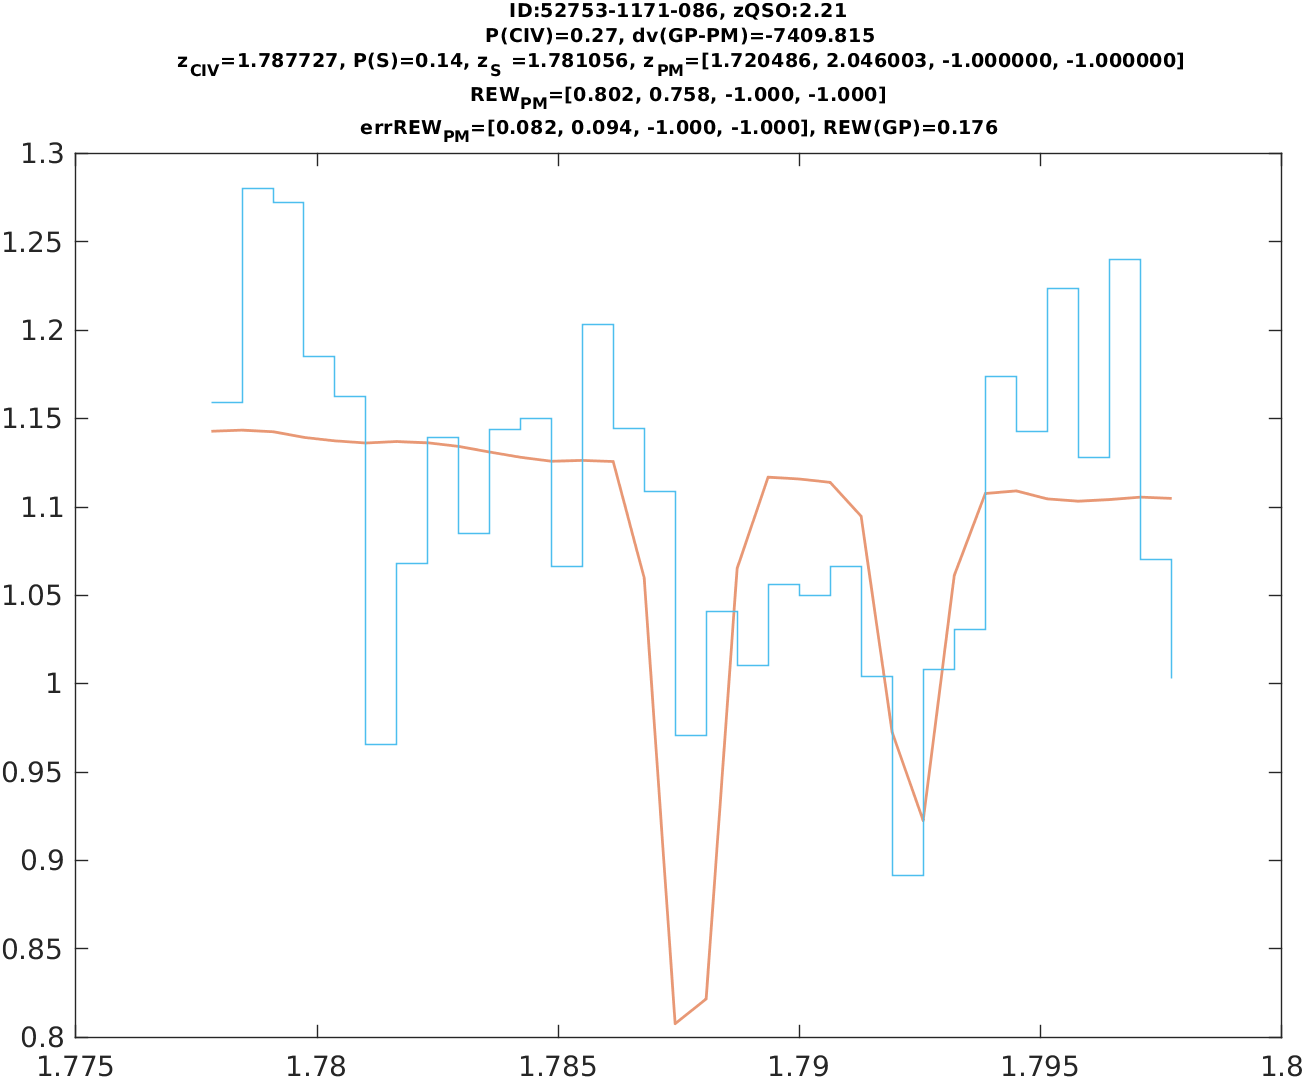 ID:52753-1171-086, zQSO:2.21
P(CIV)=0.27, dv(GP-PM)=-7409.815
zCIV=1.787727, P(S)=0.14, zS =1.781056, zPM=[1.720486, 2.046003, -1.000000, -1.000000]
REWPM=[0.802, 0.758, -1.000, -1.000]
errREWPM=[0.082, 0.094, -1.000, -1.000], REW(GP)=0.176
1.3
1.25
1.2
1.15
1.1
1.05
1
0.95
0.9
0.85
0.8
1.775 1.78 1.785 1.79 1.795 1.8